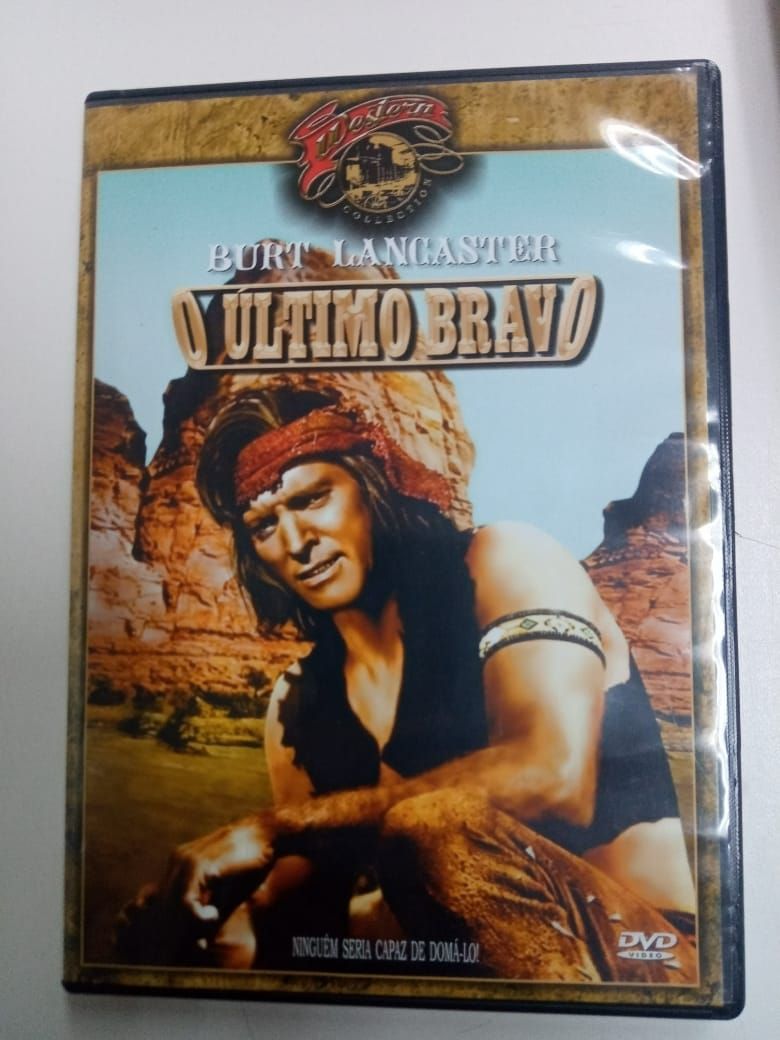 Western
COLLECTION
BURT LANCASTER
O ÚLTIMO BRAVO
NINGUÉM SERIA CAPAZ DE DOMÁ-LO!
DVD
VIDEO